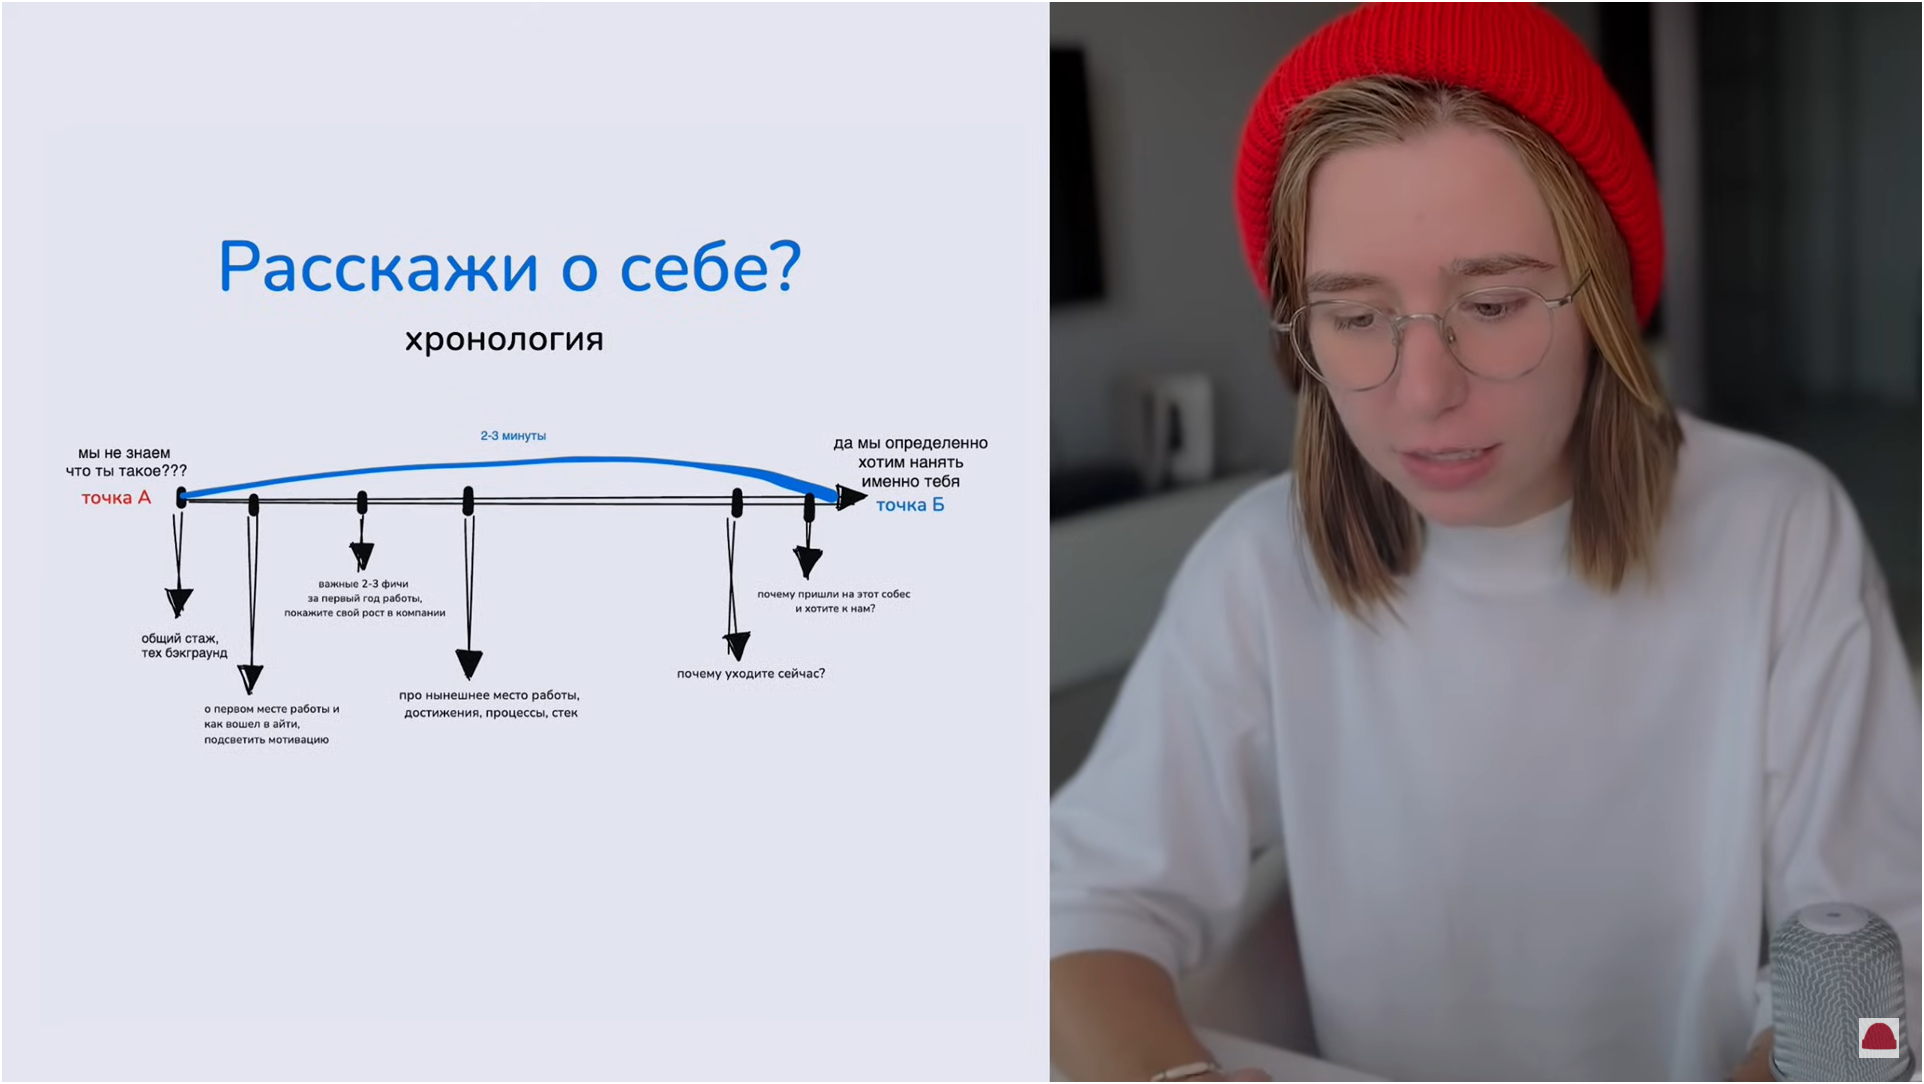 Расскажи о себе?
хронология
2-3 минуты
мы не знаем
что ты такое???
точка А
да мы определенно
хотим нанять
именно тебя
точка Б
общий стаж,
тех бэкграунд
о первом месте работы и
как вошел в айти,
подсветить мотивацию
важные 2-3 фичи
за первый год работы,
покажите свой рост в компании
про нынешнее место работы,
достижения, процессы, стек
почему уходите сейчас?
почему пришли на этот собес
и хотите к нам?